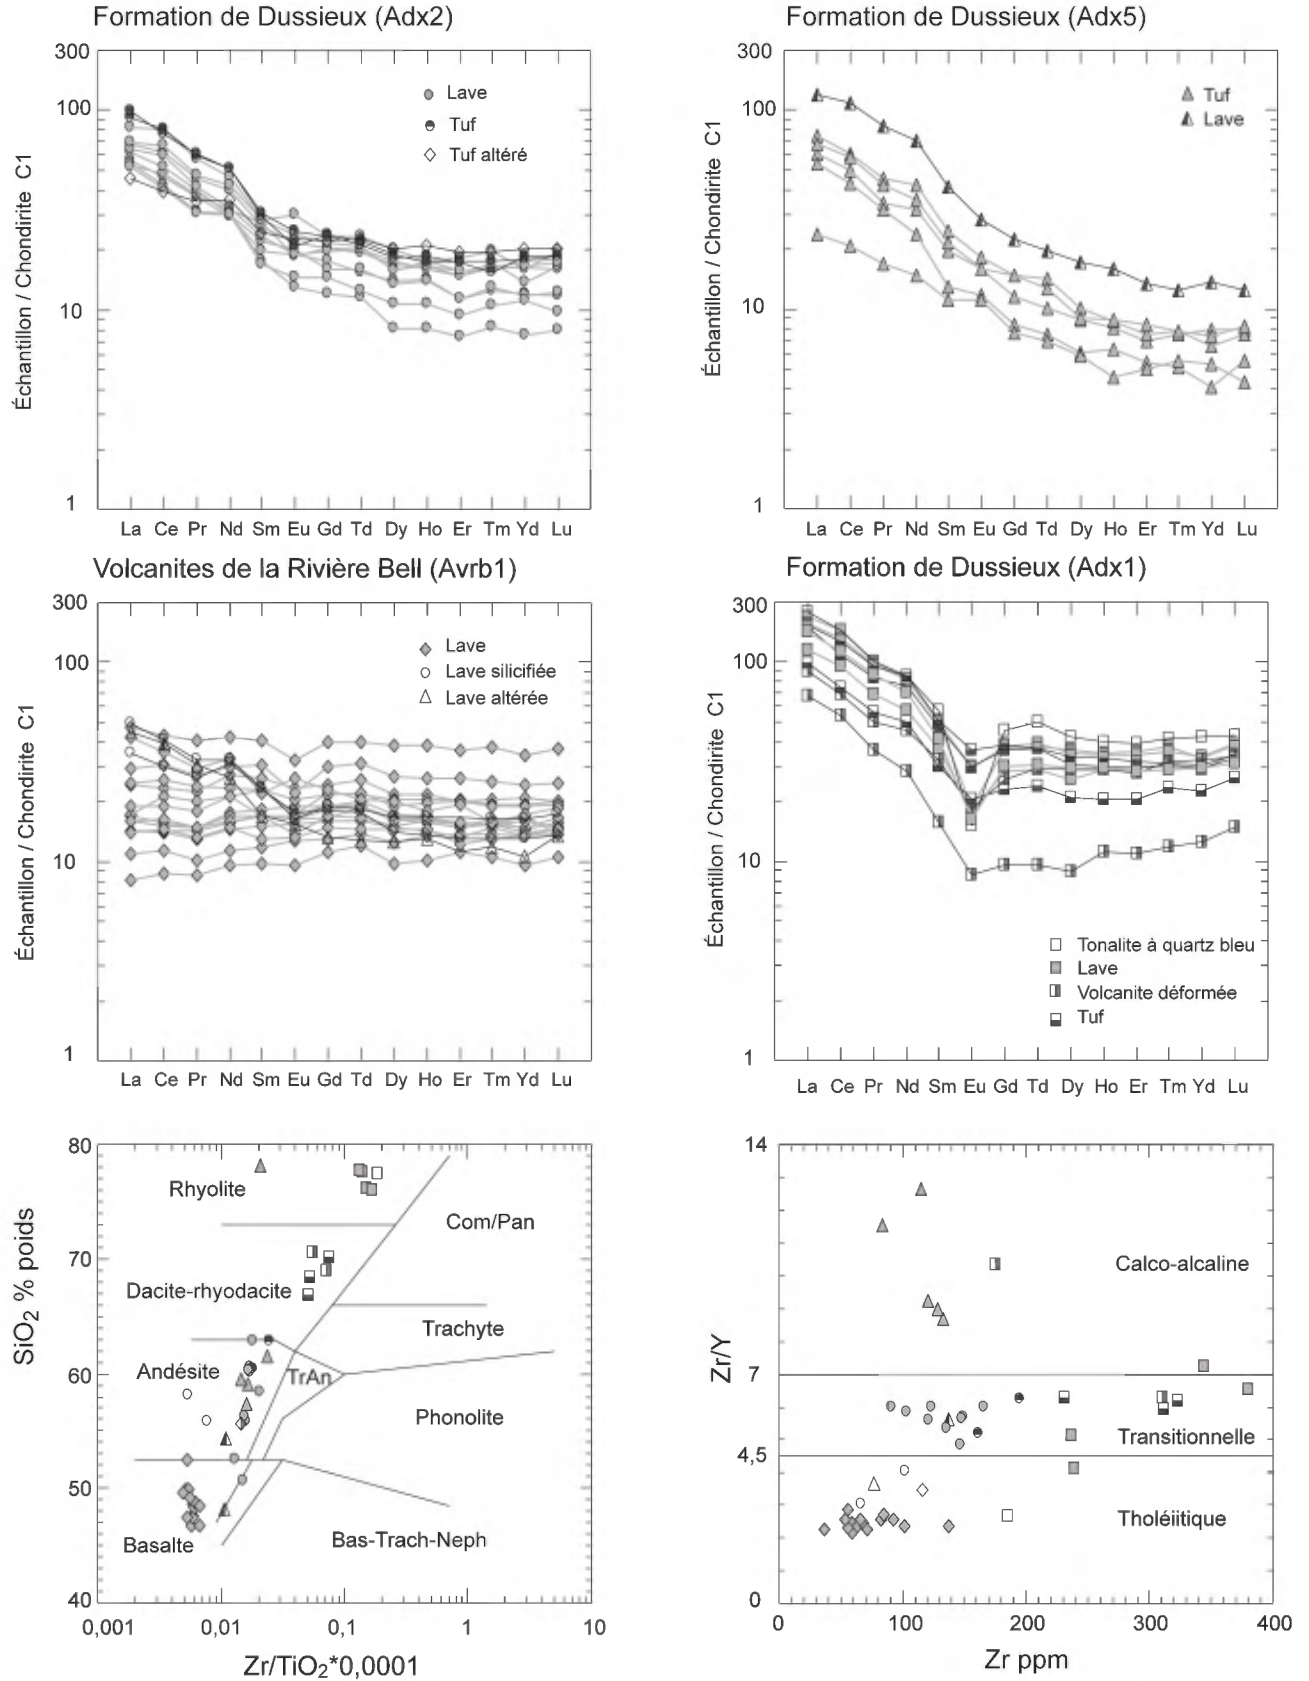 Formation de Dussieux (Adx2)
300
100
10
1
Échantillon / Chondirite C1
Lave
Tuf
Tuf altéré
La Ce Pr Nd Sm Eu Gd Td Dy Ho Er Tm Yd Lu
Formation de Dussieux (Adx5)
300
100
10
1
Échantillon / Chondirite C1
Tuf
Lave
La Ce Pr Nd Sm Eu Gd Td Dy Ho Er Tm Yd Lu
Volcanites de la Rivière Bell (Avrb1)
300
100
10
1
Échantillon / Chondirite C1
Lave
Lave silicifiée
Lave altérée
La Ce Pr Nd Sm Eu Gd Td Dy Ho Er Tm Yd Lu
Formation de Dussieux (Adx1)
300
100
10
1
Échantillon / Chondirite C1
Tonalite à quartz bleu
Lave
Volcanite déformée
Tuf
La Ce Pr Nd Sm Eu Gd Td Dy Ho Er Tm Yd Lu
80
70
60
50
40
SiO2 % poids
Rhyolite
Com/Pan
Dacite-rhyodacite
Trachyte
Andésite
TrAn
Phonolite
Basalte
Bas-Trach-Neph
0,001 0,01 0,1 1 10
Zr/TiO2*0,0001
14
7
4,5
0
Zr/Y
Calco-alcaline
Transitionnelle
Tholéiitique
0 100 200 300 400
Zr ppm